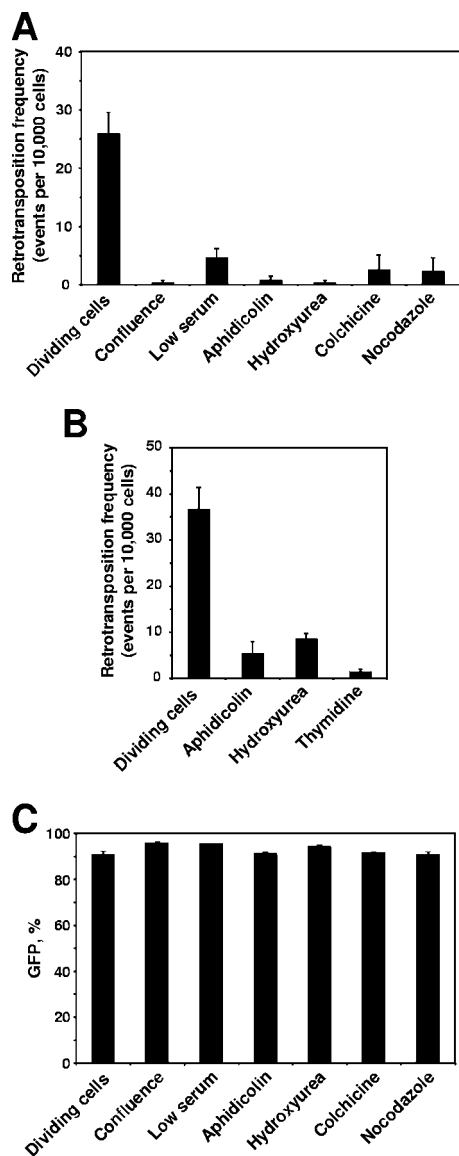 A
Retrotransposition frequency
(events per 10,000 cells)
40
30
20
10
0
Dividing cells
Confluence
Low serum
Aphidicolin
Hydroxyurea
Colchicine
Nocodazole
B
Retrotransposition frequency
(events per 10,000 cells)
50
40
30
20
10
0
Dividing cells
Aphidicolin
Hydroxyurea
Thymidine
C
GFP, %
100
80
60
40
20
0
Dividing cells
Confluence
Low serum
Aphidicolin
Hydroxyurea
Colchicine
Nocodazole